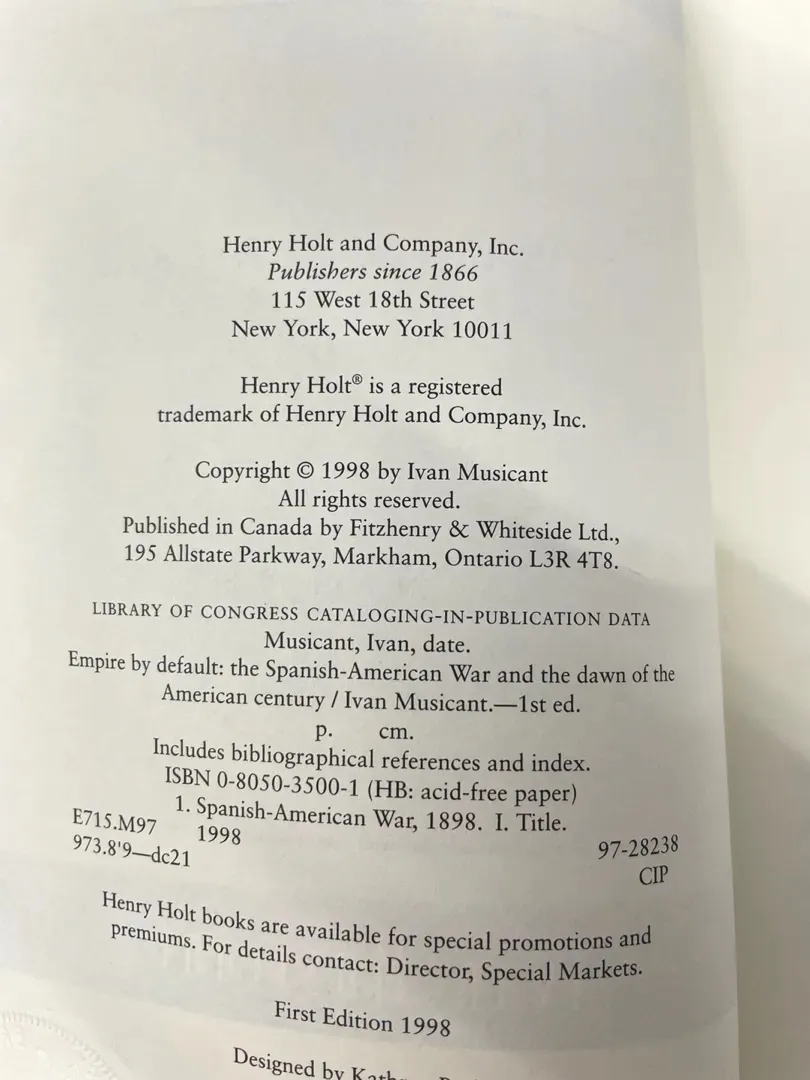 Henry Holt and Company, Inc.
Publishers since 1866
115 West 18th Street
New York, New York 10011
Henry Holt® is a registered
trademark of Henry Holt and Company, Inc.
Copyright © 1998 by Ivan Musicant
All rights reserved.
Published in Canada by Fitzhenry & Whiteside Ltd.,
195 Allstate Parkway, Markham, Ontario L3R 4T8.
LIBRARY OF CONGRESS CATALOGING-IN-PUBLICATION DATA
Musicant, Ivan, date.
Empire by default: the Spanish-American War and the dawn of the
American century / Ivan Musicant.—1st ed.
p. cm.
Includes bibliographical references and index.
ISBN 0-8050-3500-1 (HB: acid-free paper)
1. Spanish-American War, 1898. I. Title.
E715.M97 1998
973.8'9—dc21 97-28238
CIP
Henry Holt books are available for special promotions and
premiums. For details contact: Director, Special Markets.
First Edition 1998
Designed by